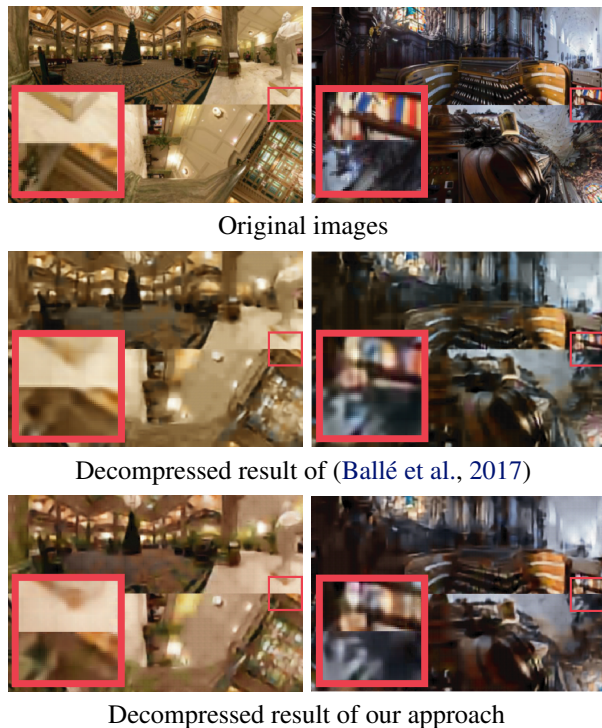 Original images
Decompressed result of (Ballé et al., 2017)
Decompressed result of our approach